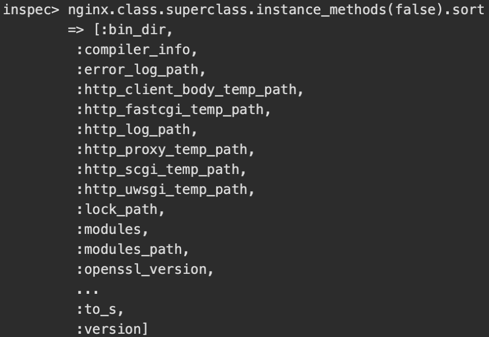 inspec> nginx.class.superclass.instance_methods(false).sort
=> [:bin_dir,
:compiler_info,
:error_log_path,
:http_client_body_temp_path,
:http_fastcgi_temp_path,
:http_log_path,
:http_proxy_temp_path,
:http_scgi_temp_path,
:http_uwsgi_temp_path,
:lock_path,
:modules,
:modules_path,
:openssl_version,
...
:to_s,
:version]